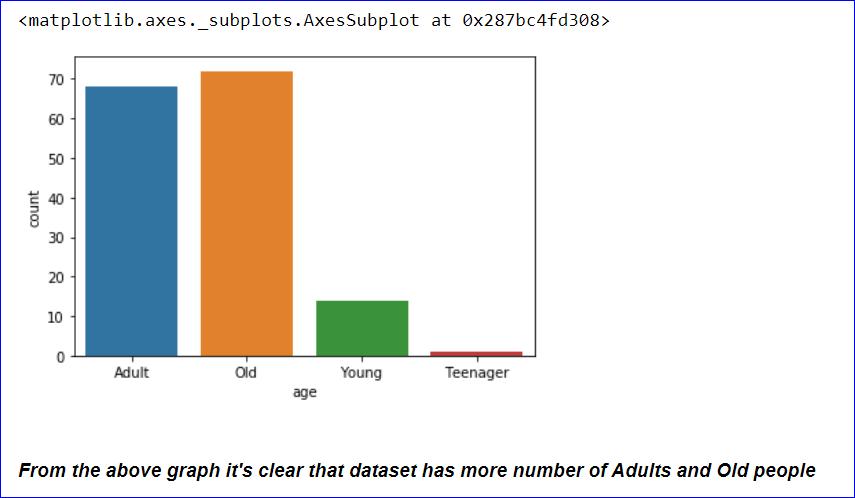 <matplotlib.axes._subplots.AxesSubplot at 0x287bc4fd308>
70
60
50
40
30
20
10
0
count
Adult Old Young Teenager
age
From the above graph it's clear that dataset has more number of Adults and Old people